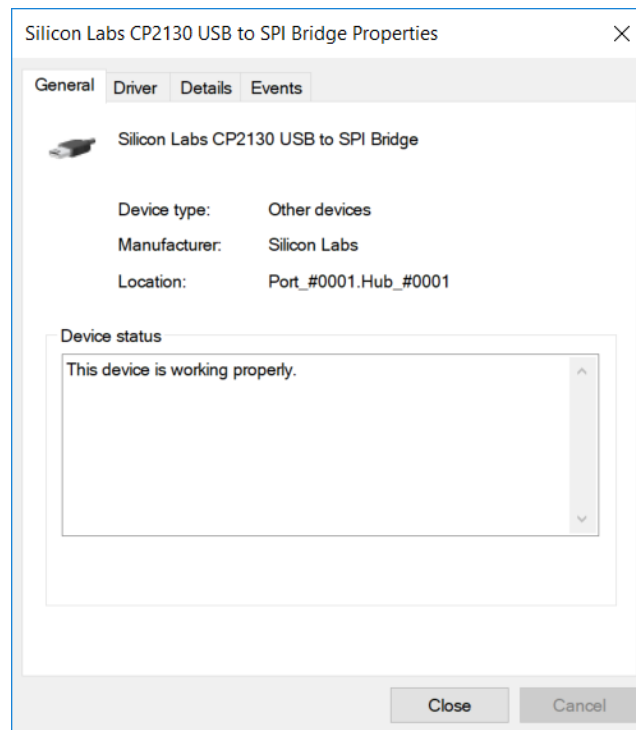 Silicon Labs CP2130 USB to SPI Bridge Properties
General Driver Details Events
Silicon Labs CP2130 USB to SPI Bridge
Device type: Other devices
Manufacturer: Silicon Labs
Location: Port_#0001.Hub_#0001
Device status
This device is working properly.
Close Cancel